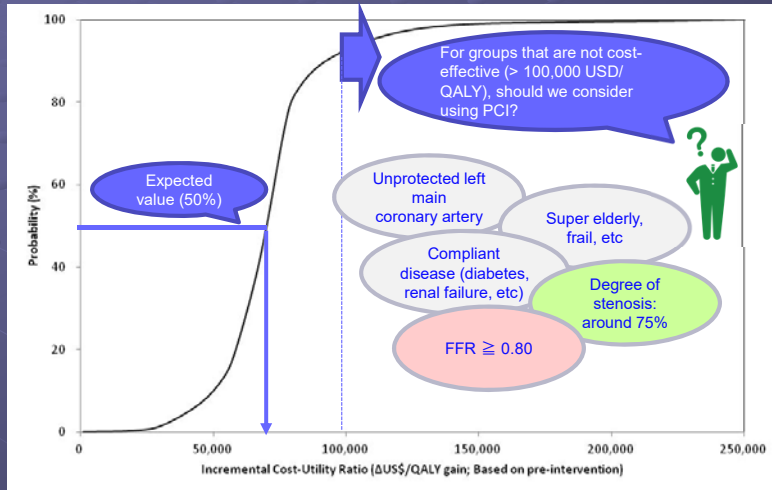 For groups that are not cost-
effective (> 100,000 USD/
QALY), should we consider
using PCI?
?
Expected
value (50%)
Unprotected left
main
coronary artery
Super elderly,
frail, etc
Compliant
disease (diabetes,
renal failure, etc)
Degree of
stenosis:
around 75%
FFR ≧ 0.80
Probability (%)
100
80
60
40
20
0
0
50,000
100,000
150,000
200,000
250,000
Incremental Cost-Utility Ratio (ΔUS$/QALY gain; Based on pre-intervention)